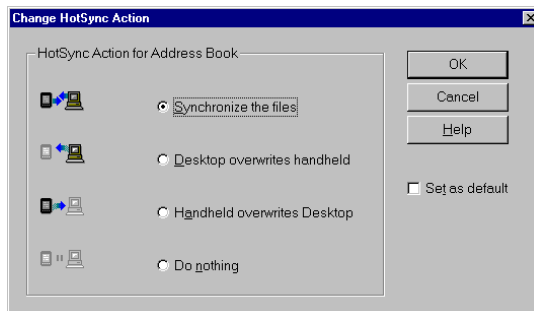 Change HotSync Action
HotSync Action for Address Book
Synchronize the files
Desktop overwrites handheld
Handheld overwrites Desktop
Do nothing
OK
Cancel
Help
Set as default